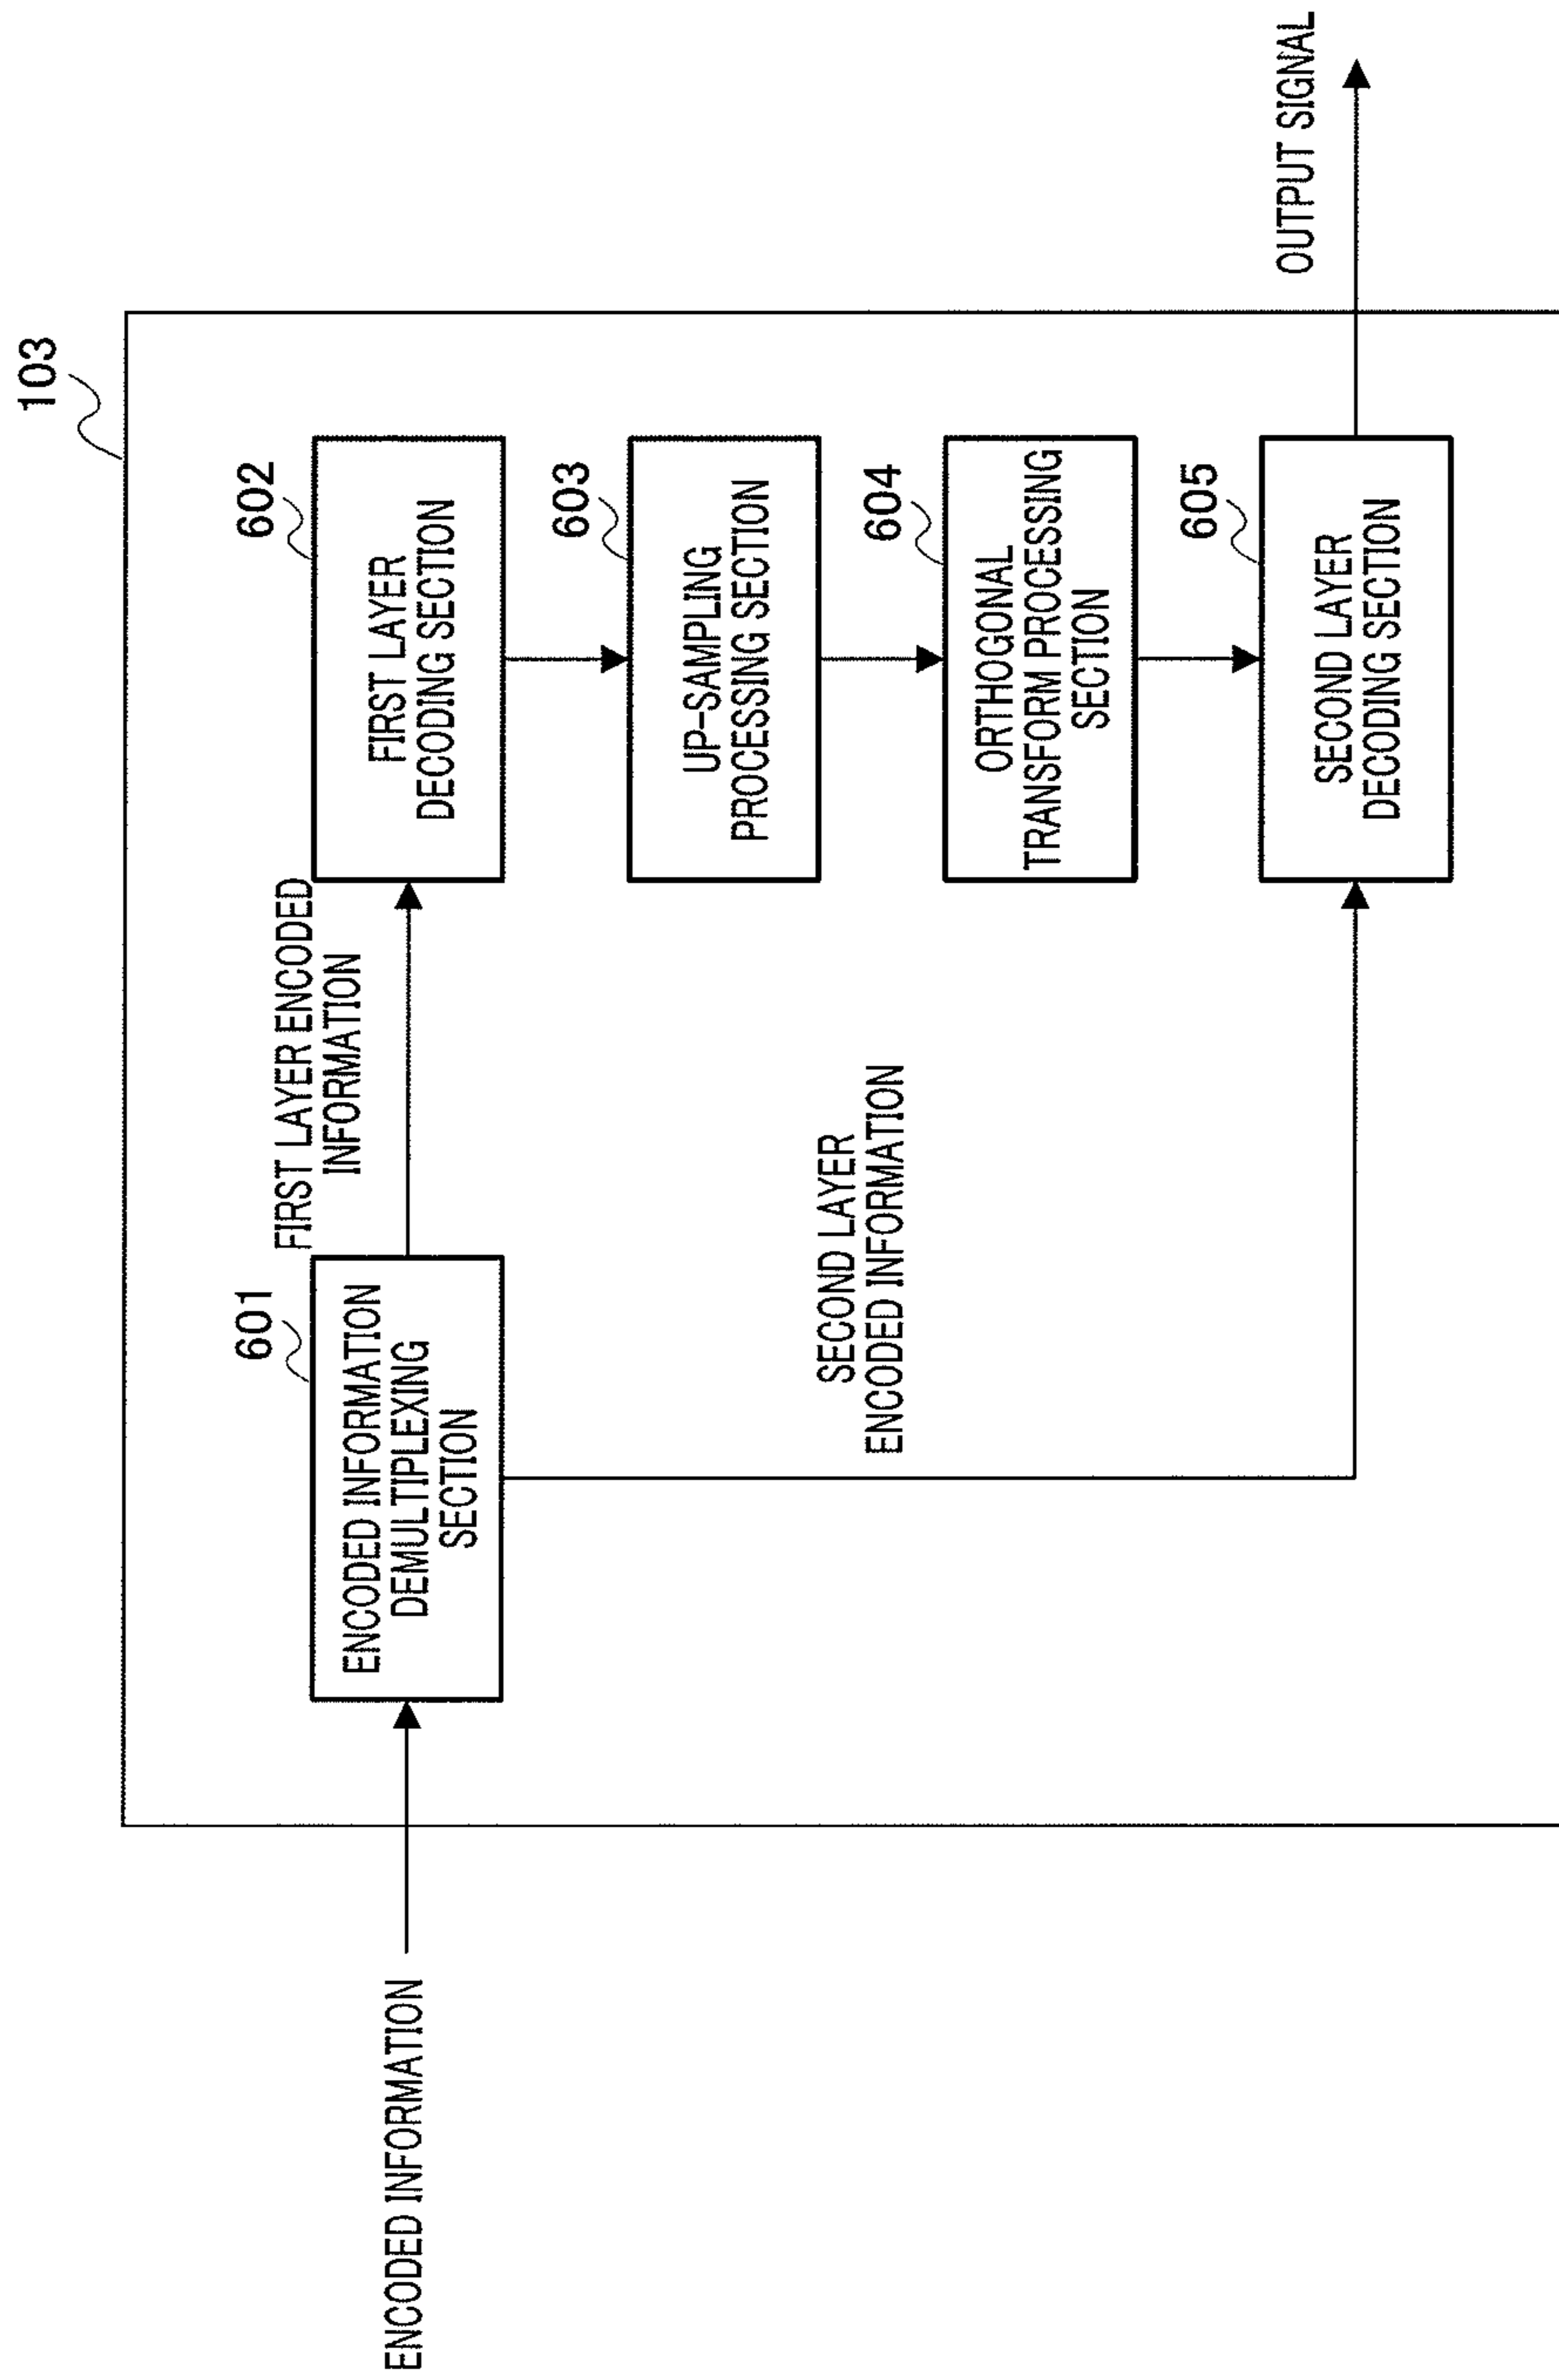 103
ENCODED INFORMATION
601
ENCODED INFORMATION
DEMULTIPLEXING
SECTION
FIRST LAYER ENCODED
INFORMATION
602
FIRST LAYER
DECODING SECTION
603
UP-SAMPLING
PROCESSING SECTION
604
ORTHOGONAL
TRANSFORM PROCESSING
SECTION
SECOND LAYER
ENCODED INFORMATION
605
SECOND LAYER
DECODING SECTION
OUTPUT SIGNAL